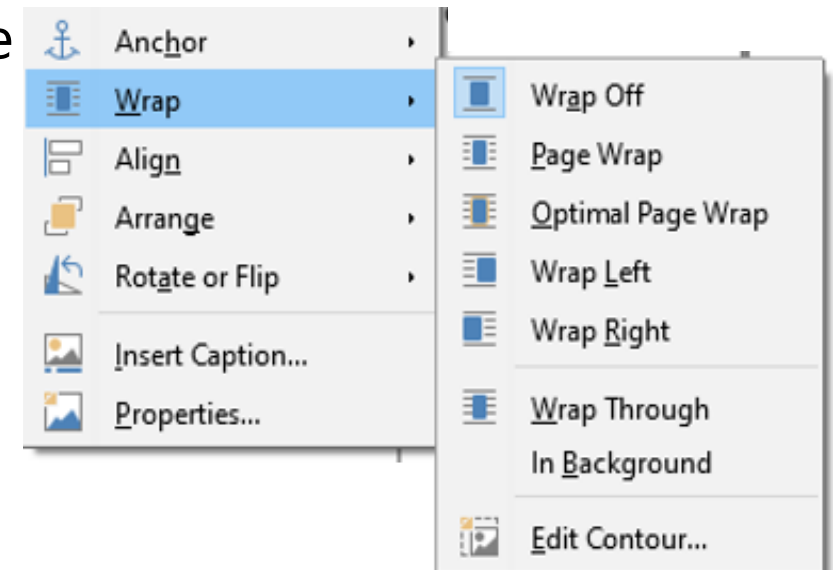 e
Anchor
Wrap
Align
Arrange
Rotate or Flip
Insert Caption...
Properties...
Wrap Off
Page Wrap
Optimal Page Wrap
Wrap Left
Wrap Right
Wrap Through
In Background
Edit Contour...